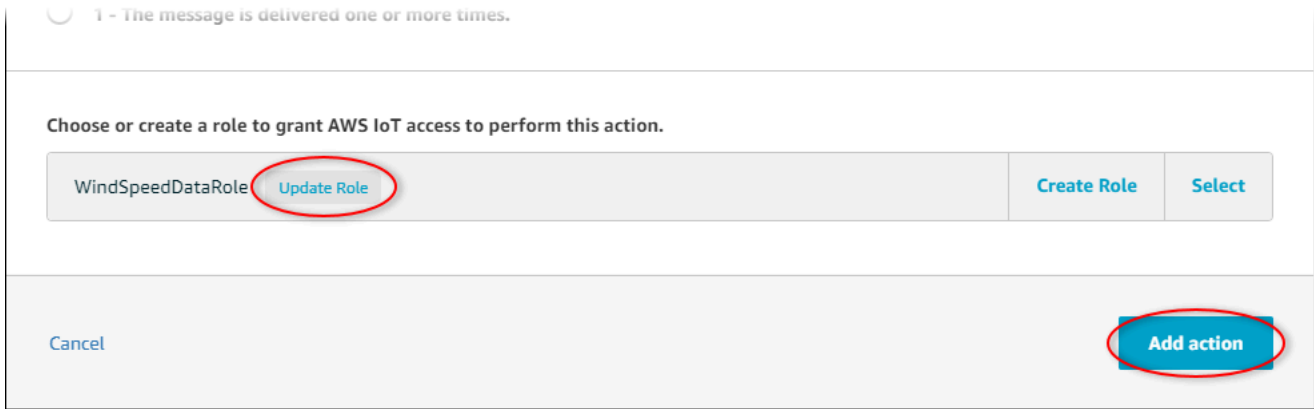 1 - The message is delivered one or more times.
Choose or create a role to grant AWS IoT access to perform this action.
WindSpeedDataRole Update Role Create Role Select
Cancel Add action